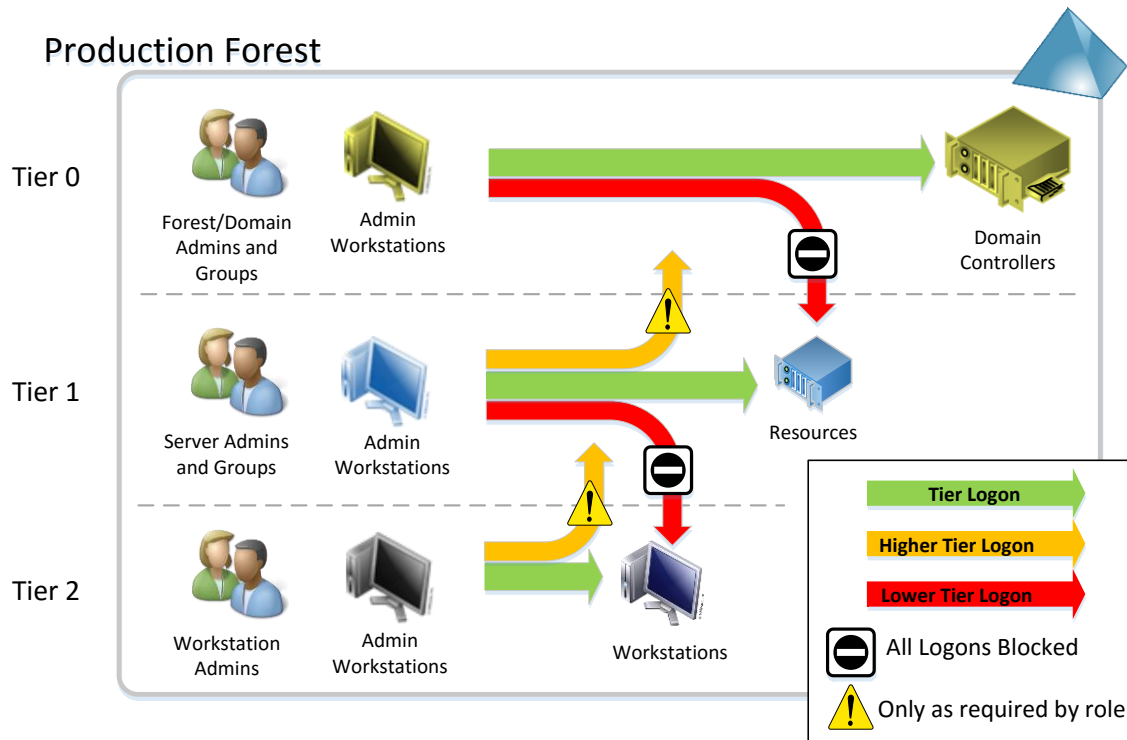 Production Forest
Tier 0
Forest/Domain
Admins and
Groups
Admin
Workstations
Domain
Controllers
Tier 1
Server Admins
and Groups
Admin
Workstations
Resources
Tier 2
Workstation
Admins
Admin
Workstations
Workstations
Tier Logon
Higher Tier Logon
Lower Tier Logon
All Logons Blocked
Only as required by role